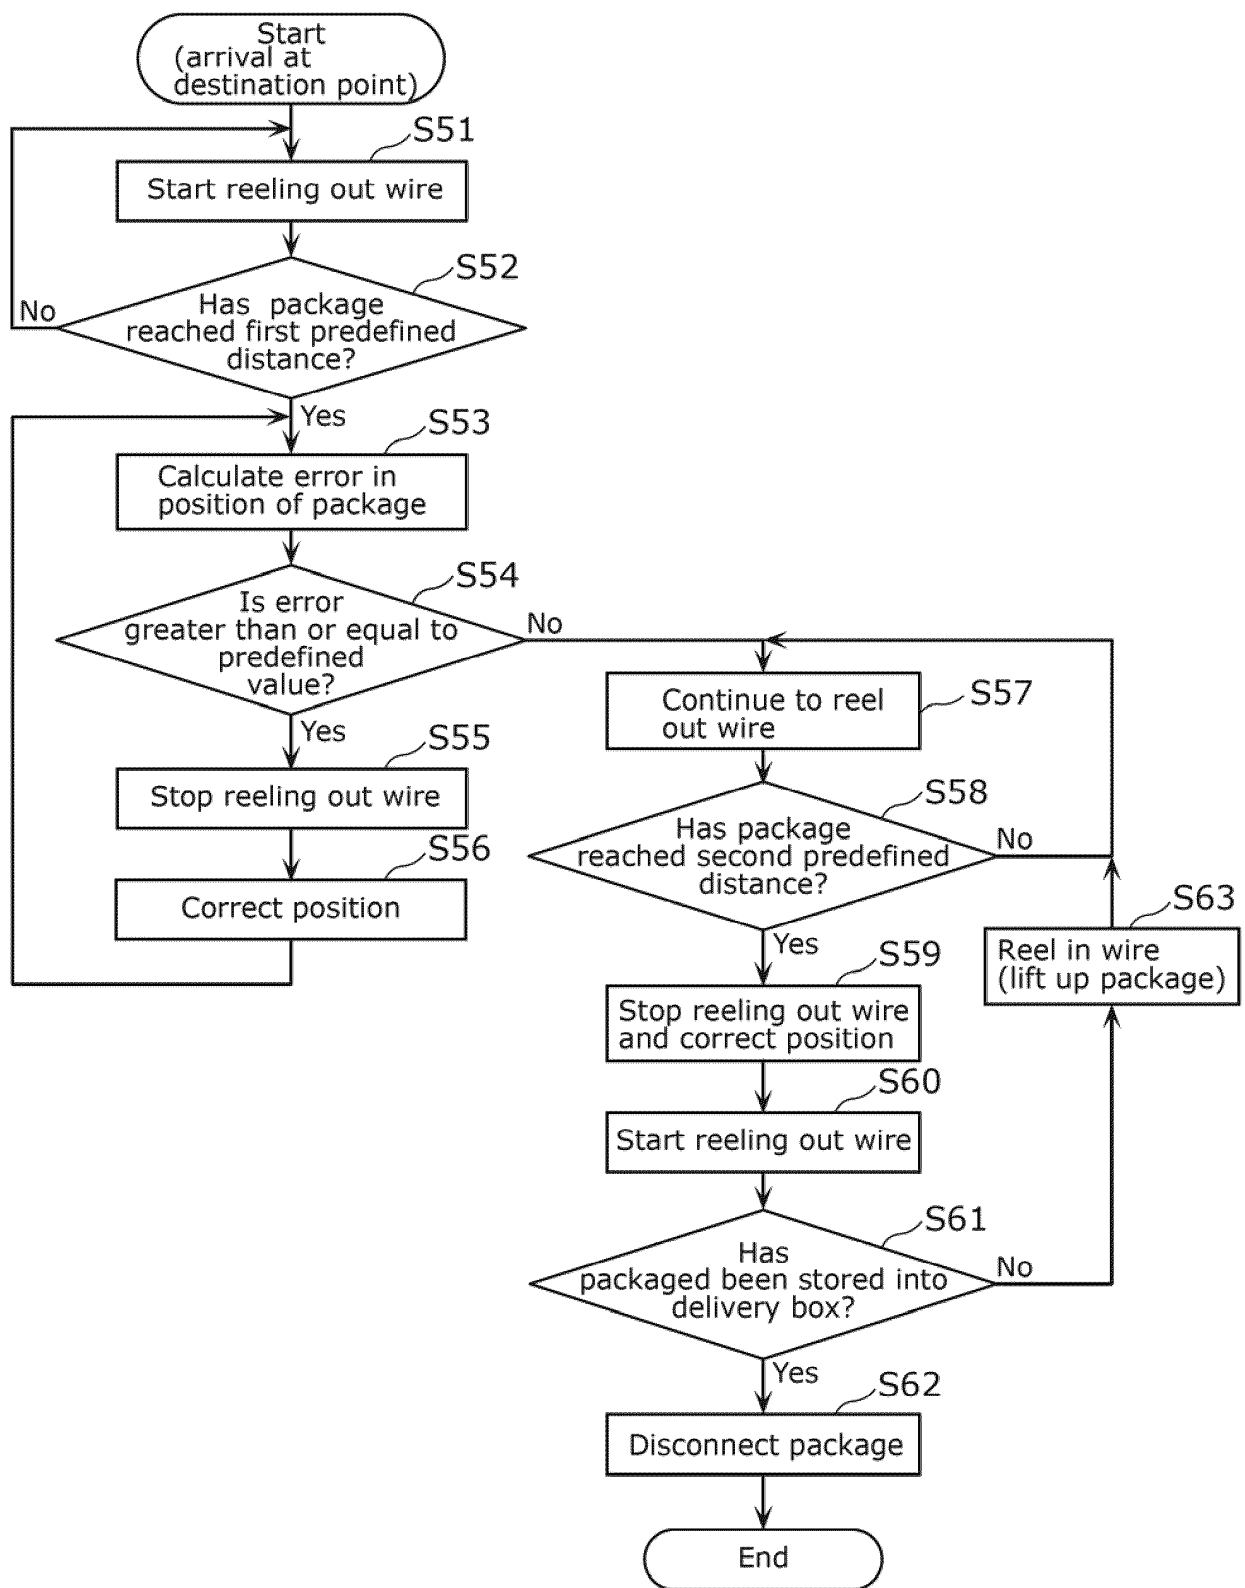 Start
(arrival at
destination point)
S51
Start reeling out wire
S52
Has package
reached first predefined
distance?
No
Yes
S53
Calculate error in
position of package
S54
Is error
greater than or equal to
predefined
value?
No
Yes
S55
Stop reeling out wire
S56
Correct position
S57
Continue to reel
out wire
S58
Has package
reached second predefined
distance?
No
Yes
S63
Reel in wire
(lift up package)
S59
Stop reeling out wire
and correct position
S60
Start reeling out wire
S61
Has
packaged been stored into
delivery box?
No
Yes
S62
Disconnect package
End